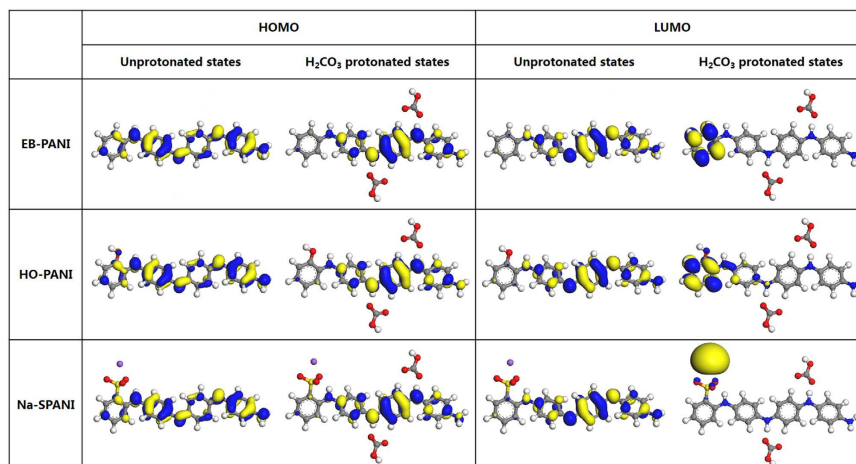 HOMO LUMO
Unprotonated states H₂CO₃ protonated states Unprotonated states H₂CO₃ protonated states
EB-PANI
HO-PANI
Na-SPANI